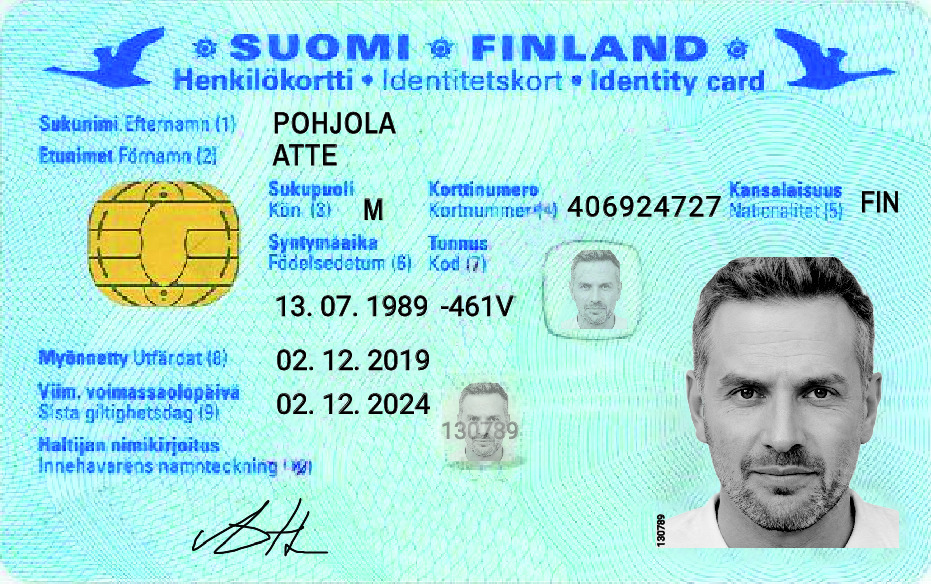 SUOMI FINLAND
Henkilökortti • Identitetskort • Identity card
Sukunimi Efternamn (1) POHJOLA
Etunimet Förnamn (2) ATTE
Sukupuoli Korttinumero Kansalaisuus
Kön (3) M Kortnummer (4) 406924727 Nationalitet (5) FIN
Syntymäaika Tunnus
Födelsedatum (6) Kod (7)
13. 07. 1989 -461V
Myönnetty Utfärdat (8) 02. 12. 2019
Viim. voimassaolopäivä
Sista giltighetsdag (9) 02. 12. 2024
130789
Haltijan nimikirjoitus
Innehavarens namnteckning
130789